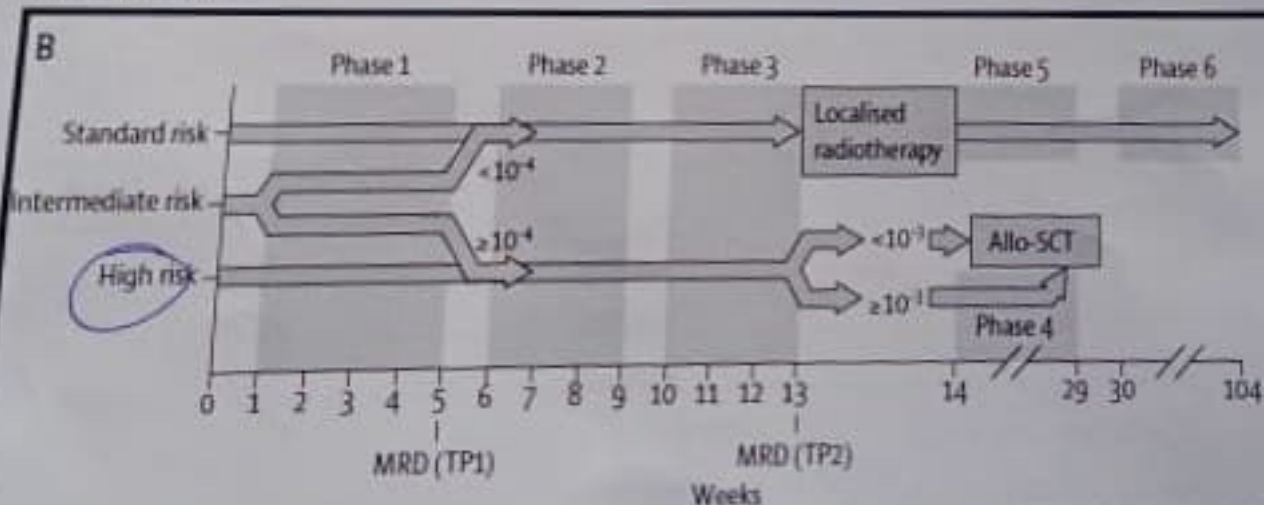 B
Phase 1 Phase 2 Phase 3 Phase 5 Phase 6
Standard risk
Localised
radiotherapy
<10⁻⁴
Intermediate risk
≥10⁻⁴
<10⁻³
Allo-SCT
High risk
Phase 4
0 1 2 3 4 5 6 7 8 9 10 11 12 13 14 29 30 104
MRD (TP1) MRD (TP2)
Weeks